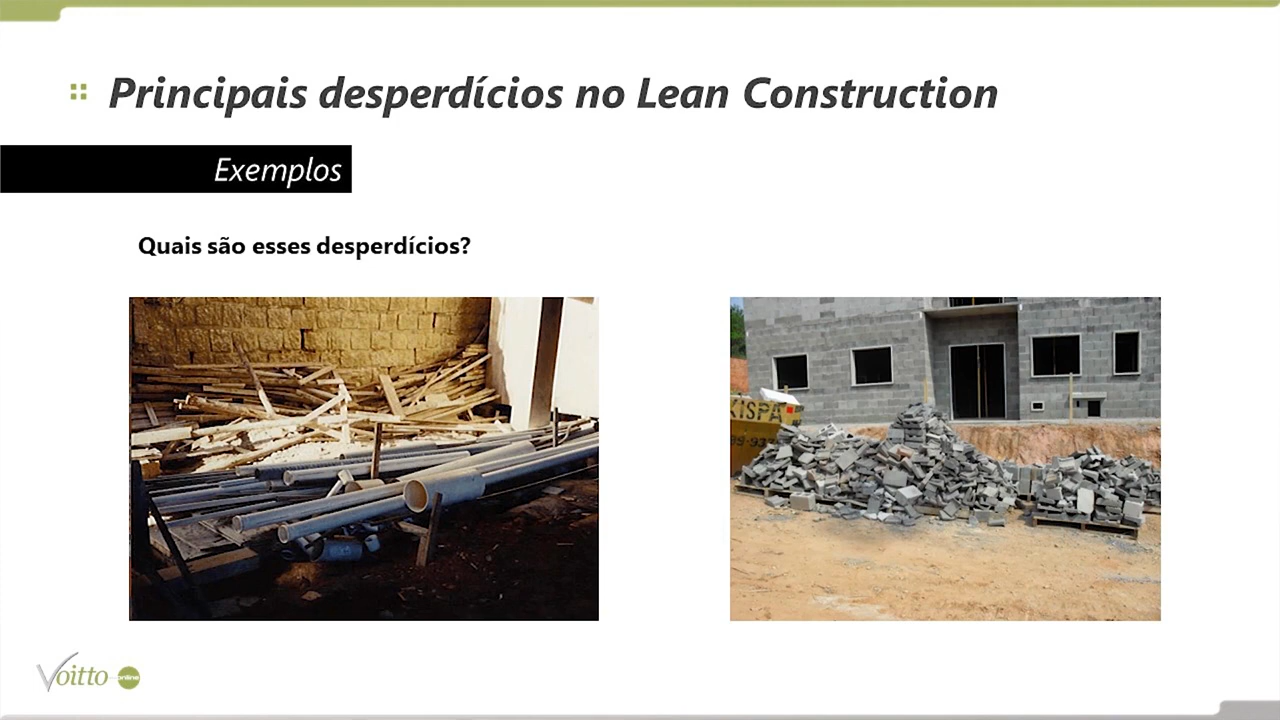 Principais desperdícios no Lean Construction
Exemplos
Quais são esses desperdícios?
KISPA
Voitto online